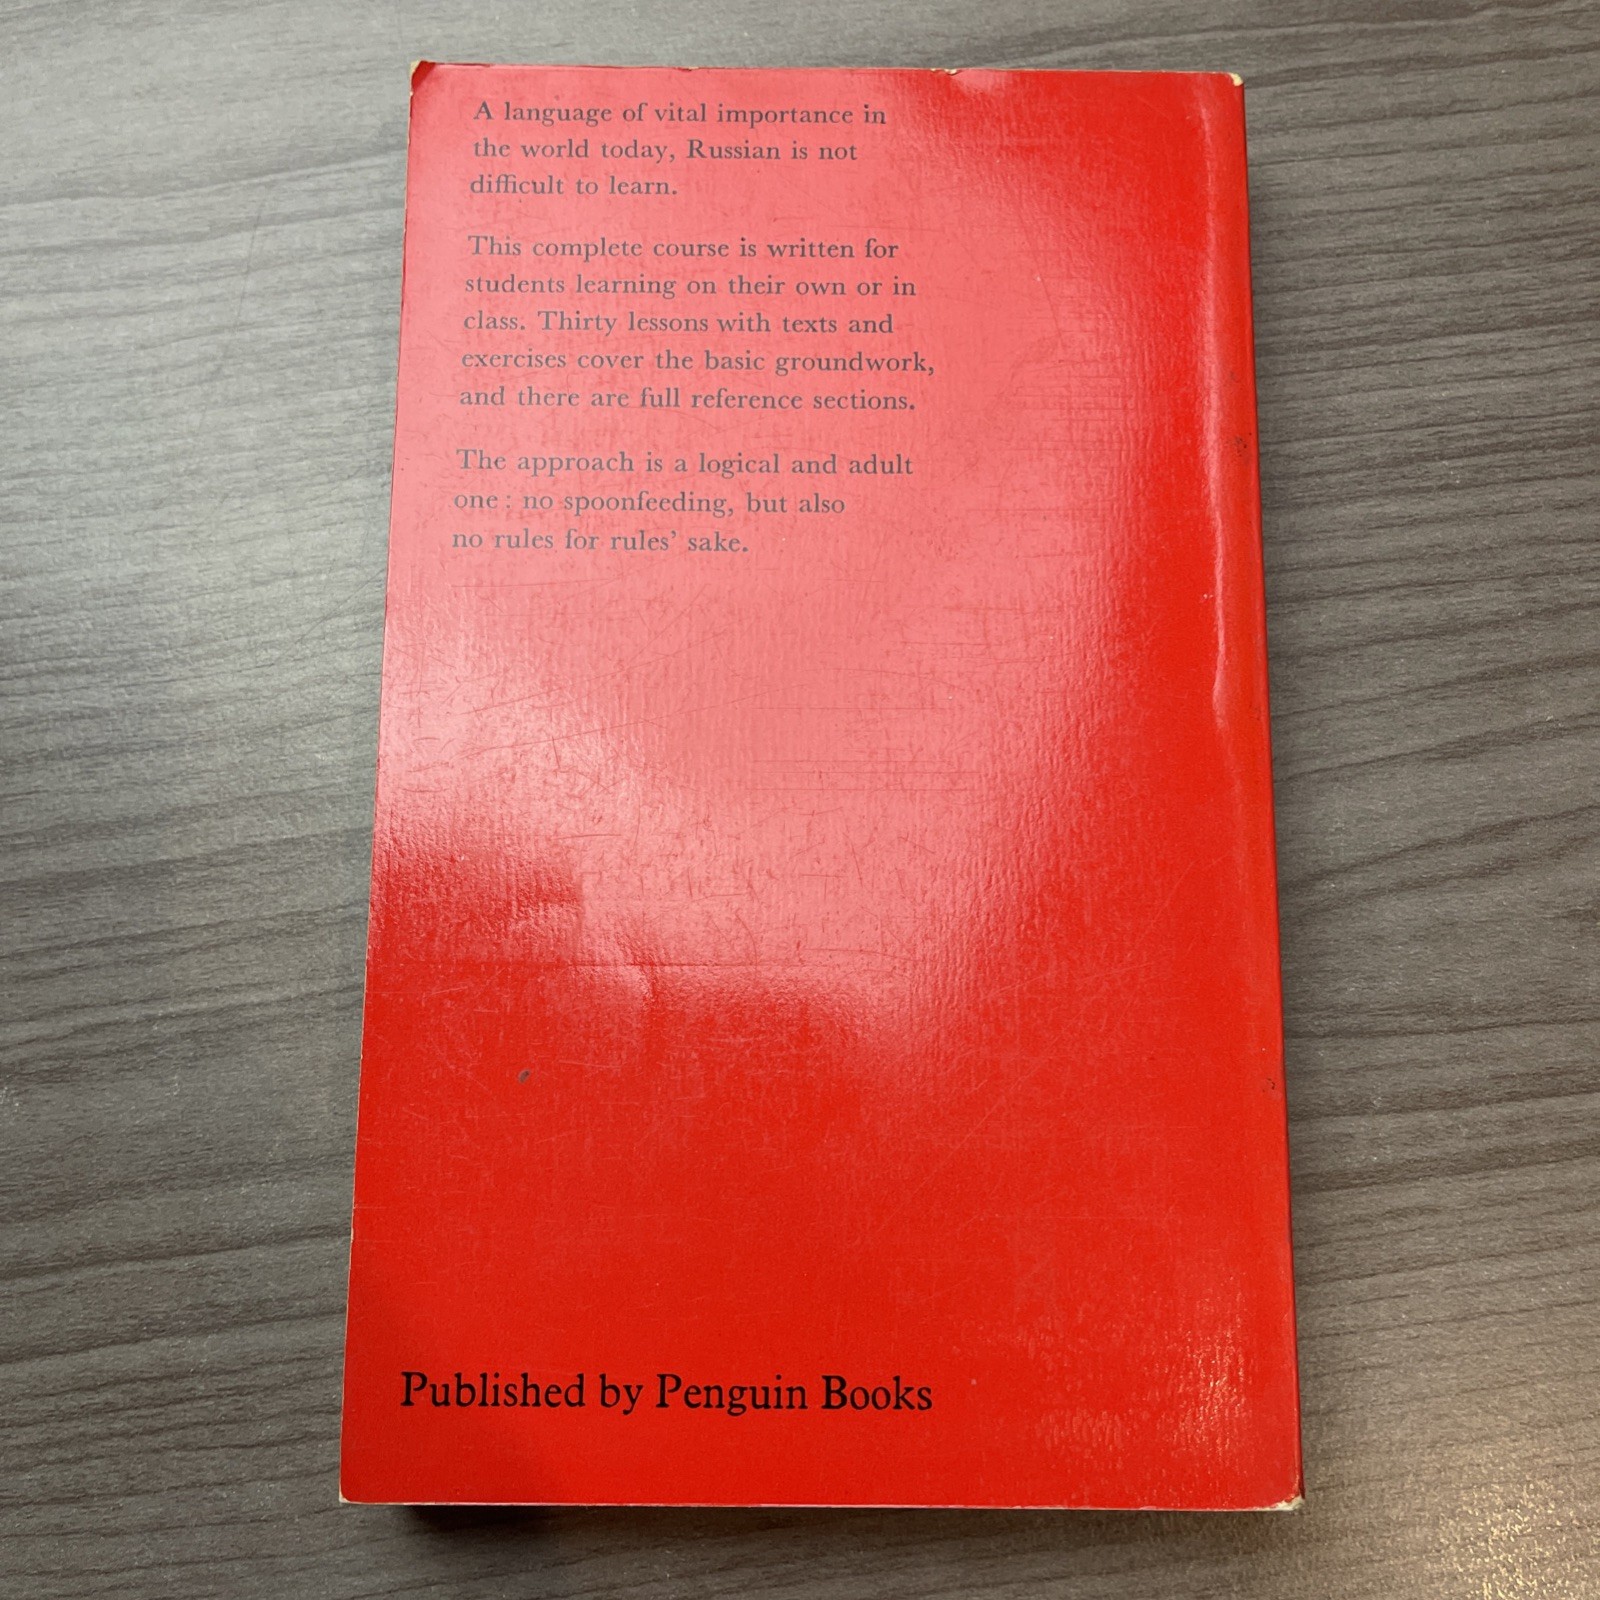 A language of vital importance in
the world today, Russian is not
difficult to learn.
This complete course is written for
students learning on their own or in
class. Thirty lessons with texts and
exercises cover the basic groundwork,
and there are full reference sections.
The approach is a logical and adult
one: no spoonfeeding, but also
no rules for rules’ sake.
Published by Penguin Books